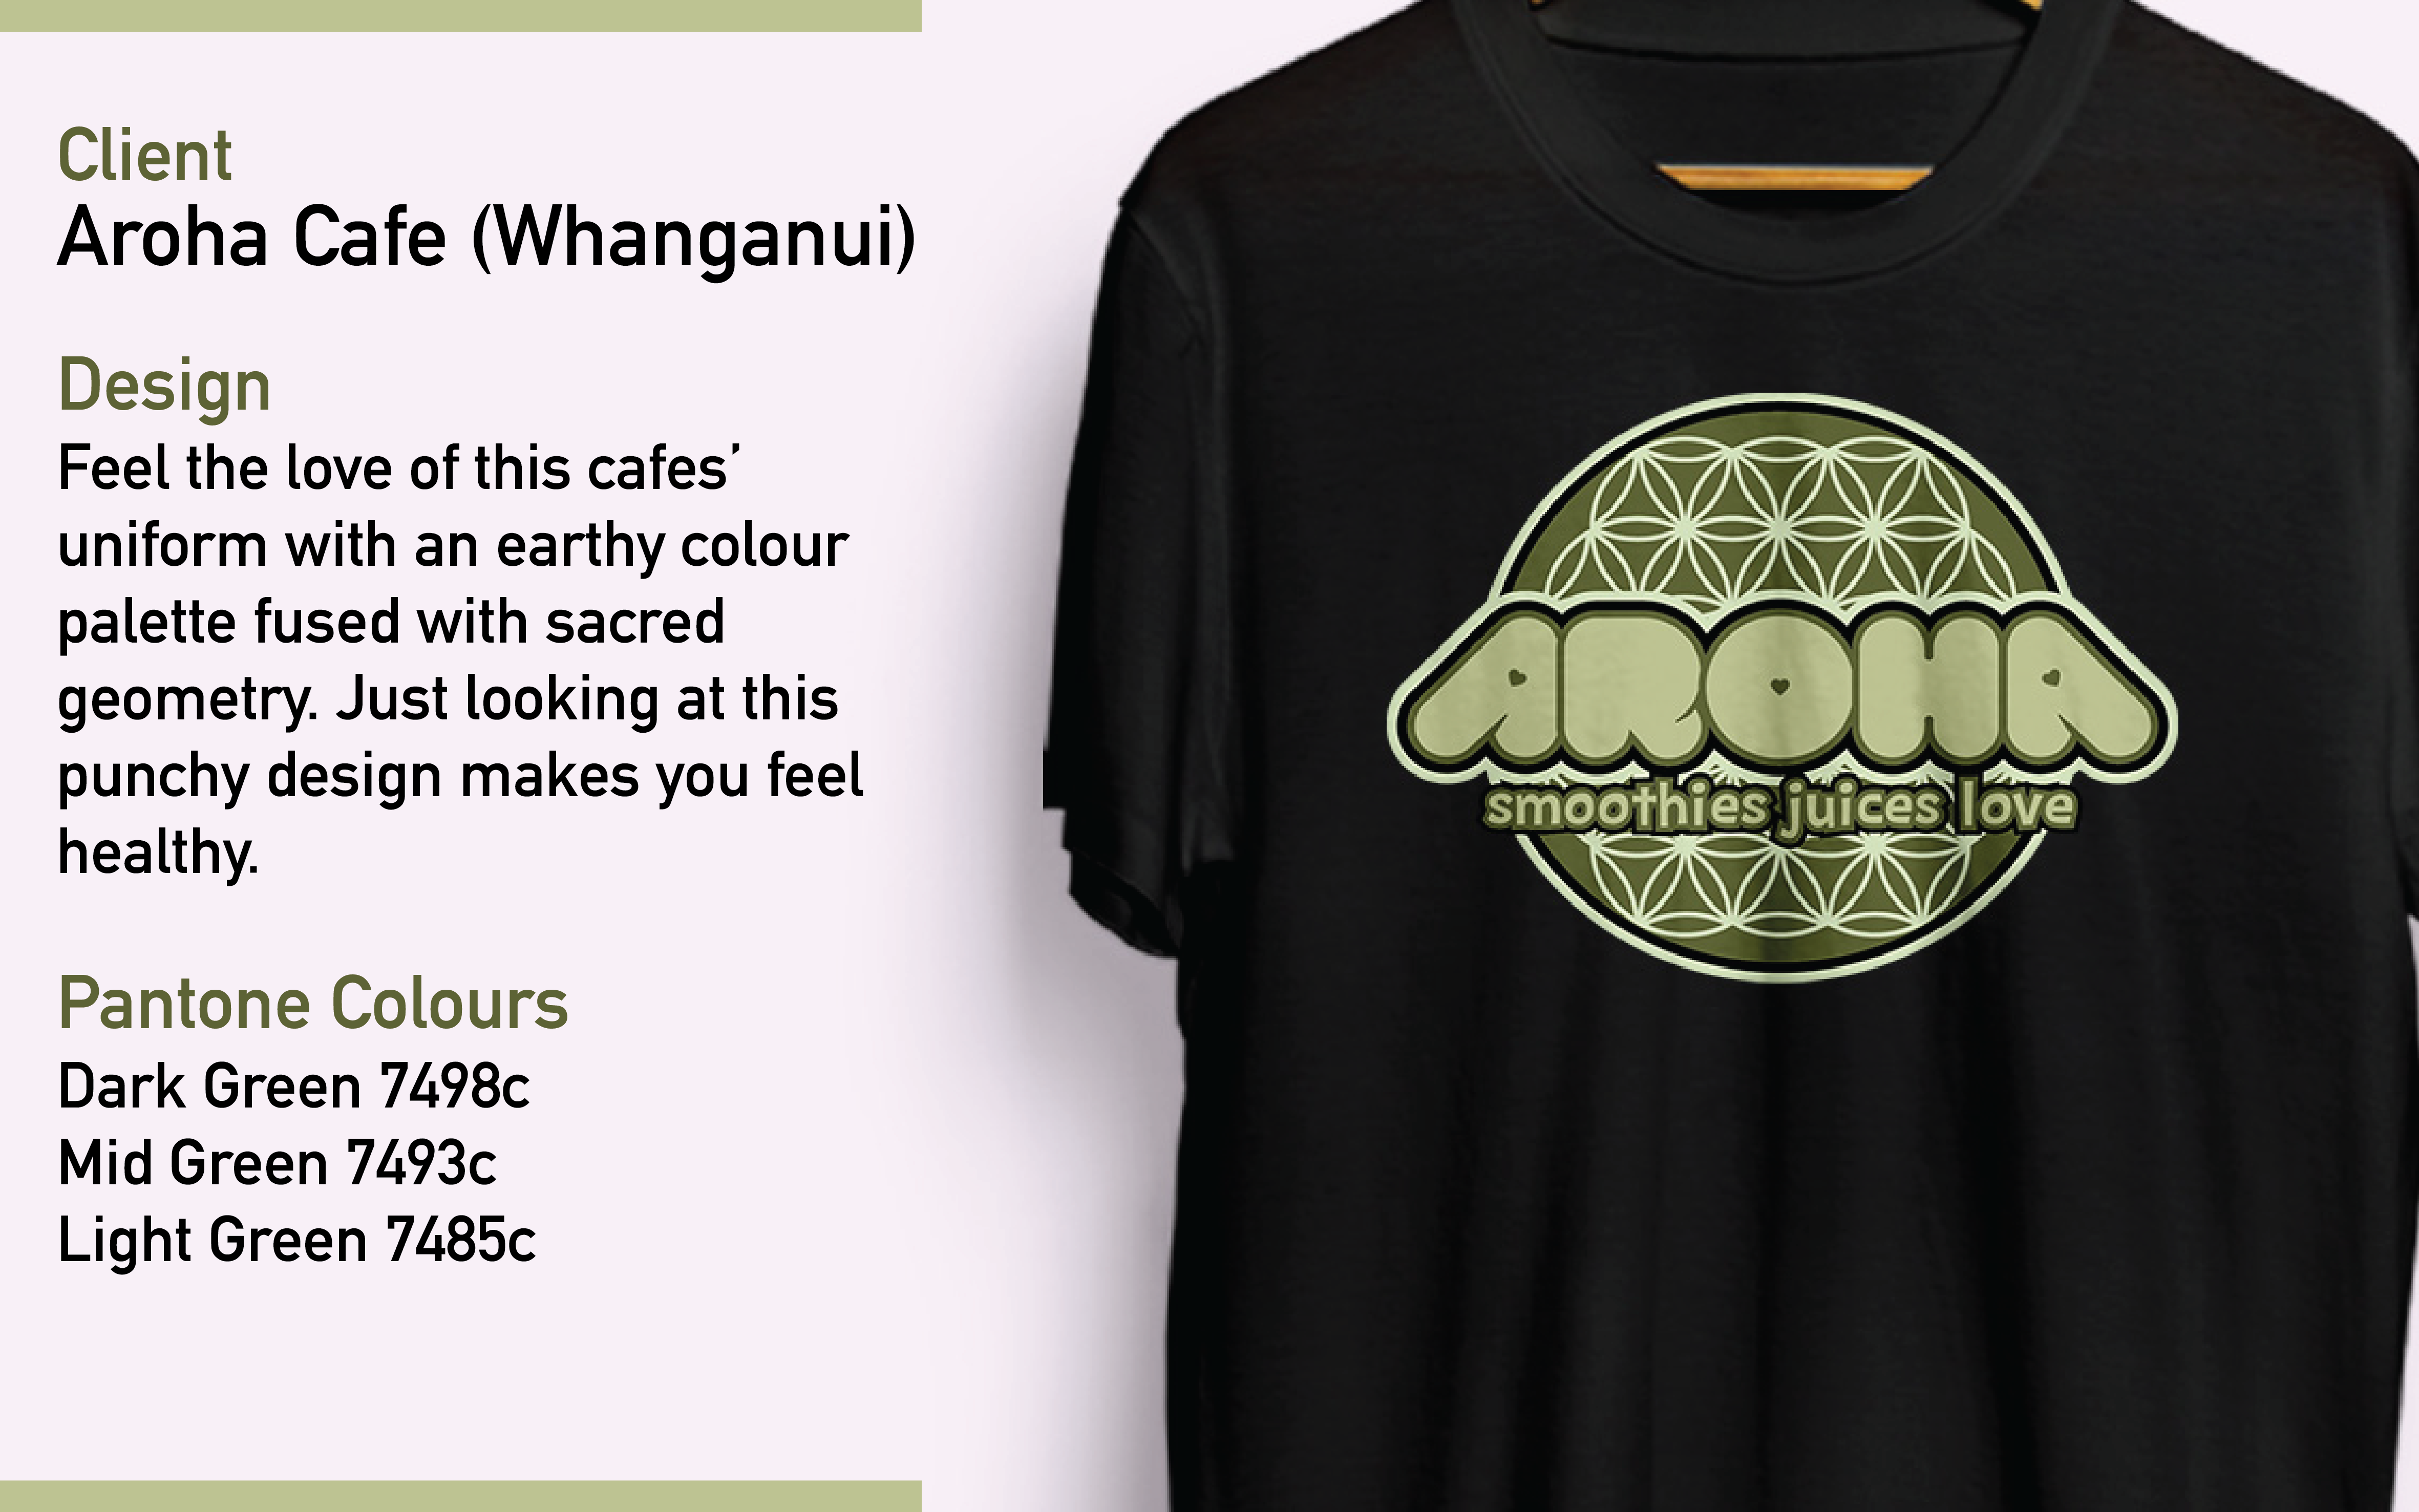 Client
Aroha Cafe (Whanganui)
Design
Feel the love of this cafes’
uniform with an earthy colour
palette fused with sacred
geometry. Just looking at this
punchy design makes you feel
healthy.
Pantone Colours
Dark Green 7498c
Mid Green 7493c
Light Green 7485c
AROHA
smoothies juices love